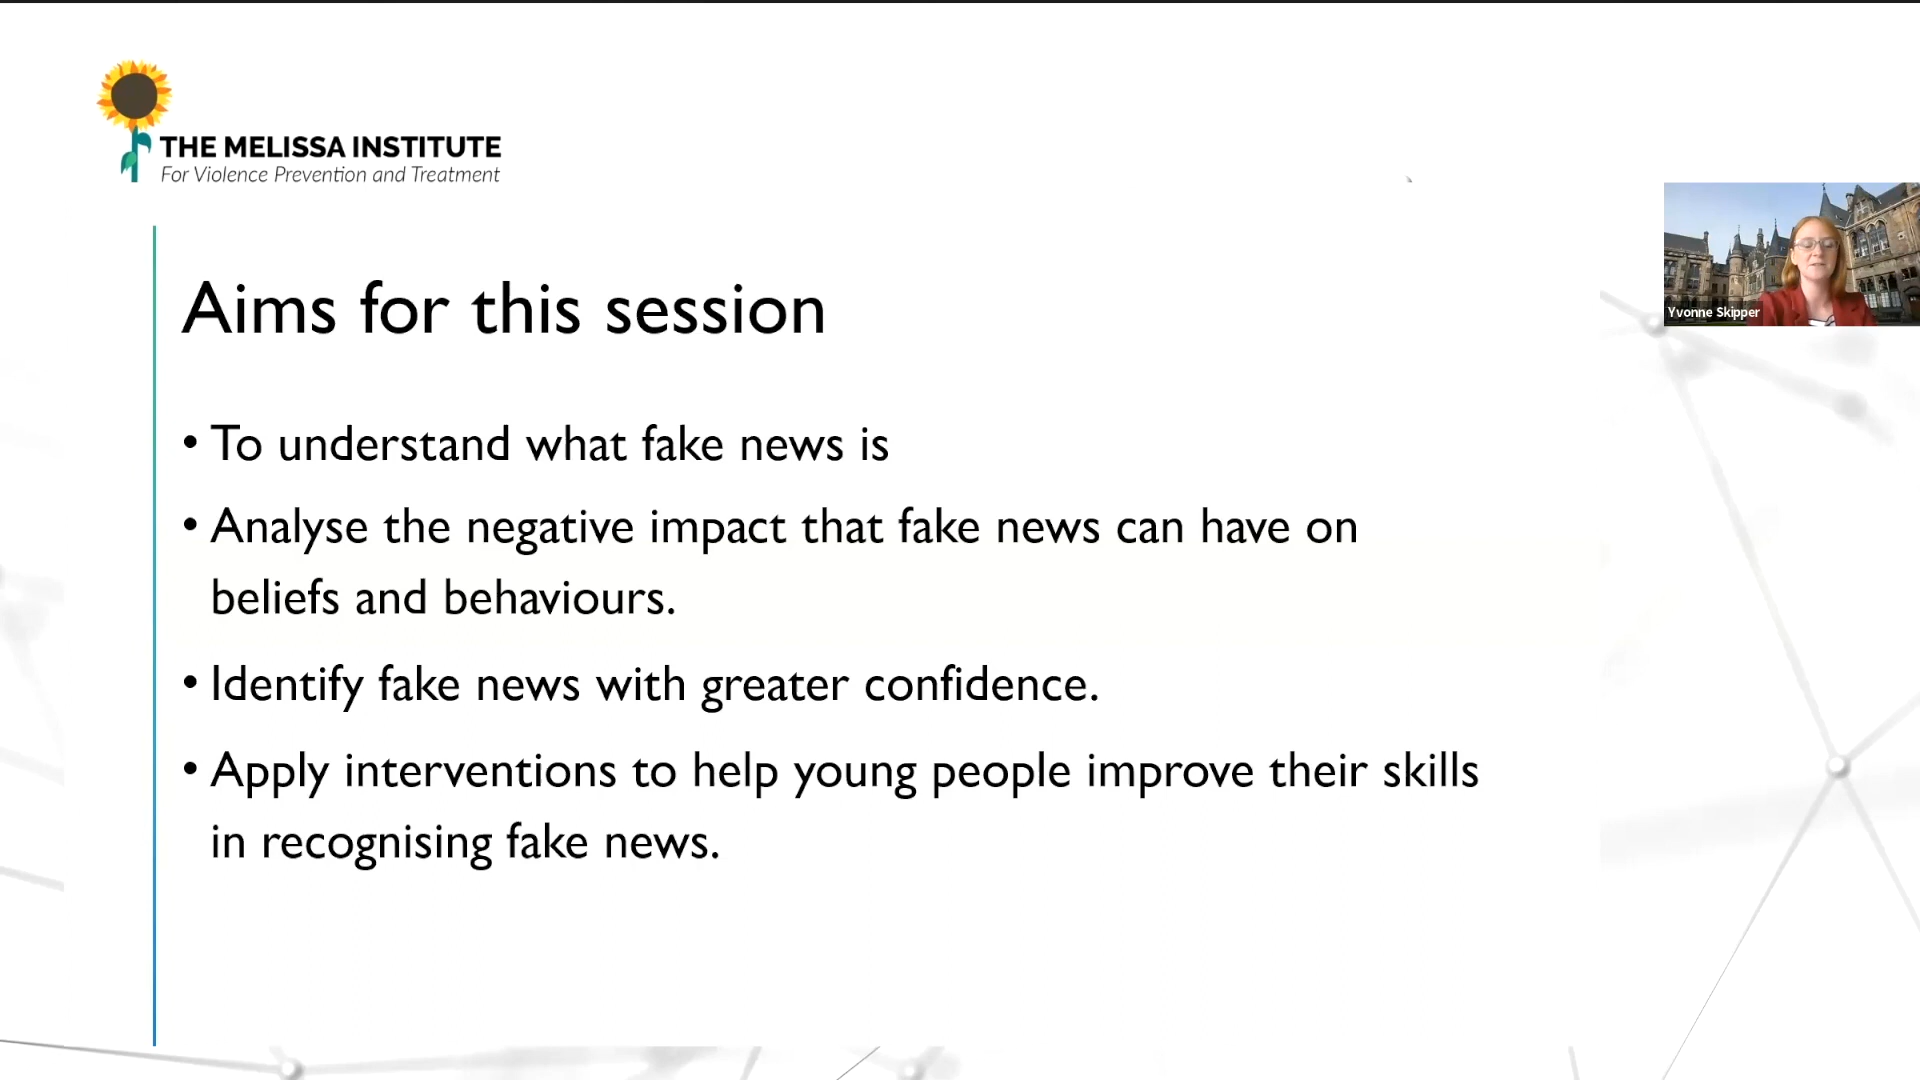 THE MELISSA INSTITUTE
For Violence Prevention and Treatment
Yvonne Skipper
Aims for this session
• To understand what fake news is
• Analyse the negative impact that fake news can have on
beliefs and behaviours.
• Identify fake news with greater confidence.
• Apply interventions to help young people improve their skills
in recognising fake news.